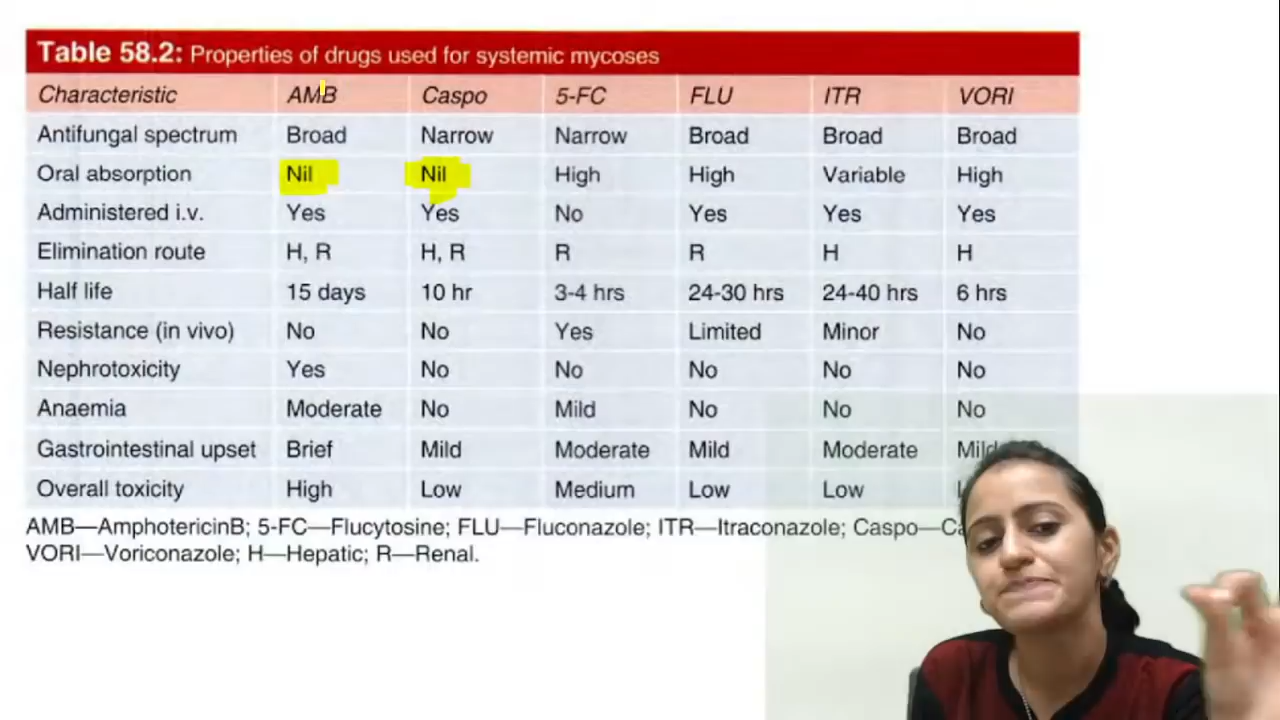 Table 58.2: Properties of drugs used for systemic mycoses
Characteristic AMB Caspo 5-FC FLU ITR VORI
Antifungal spectrum Broad Narrow Narrow Broad Broad Broad
Oral absorption Nil Nil High High Variable High
Administered i.v. Yes Yes No Yes Yes Yes
Elimination route H, R H, R R R H H
Half life 15 days 10 hr 3-4 hrs 24-30 hrs 24-40 hrs 6 hrs
Resistance (in vivo) No No Yes Limited Minor No
Nephrotoxicity Yes No No No No No
Anaemia Moderate No Mild No No No
Gastrointestinal upset Brief Mild Moderate Mild Moderate Mild
Overall toxicity High Low Medium Low Low
AMB—AmphotericinB; 5-FC—Flucytosine; FLU—Fluconazole; ITR—Itraconazole; Caspo—
VORI—Voriconazole; H—Hepatic; R—Renal.